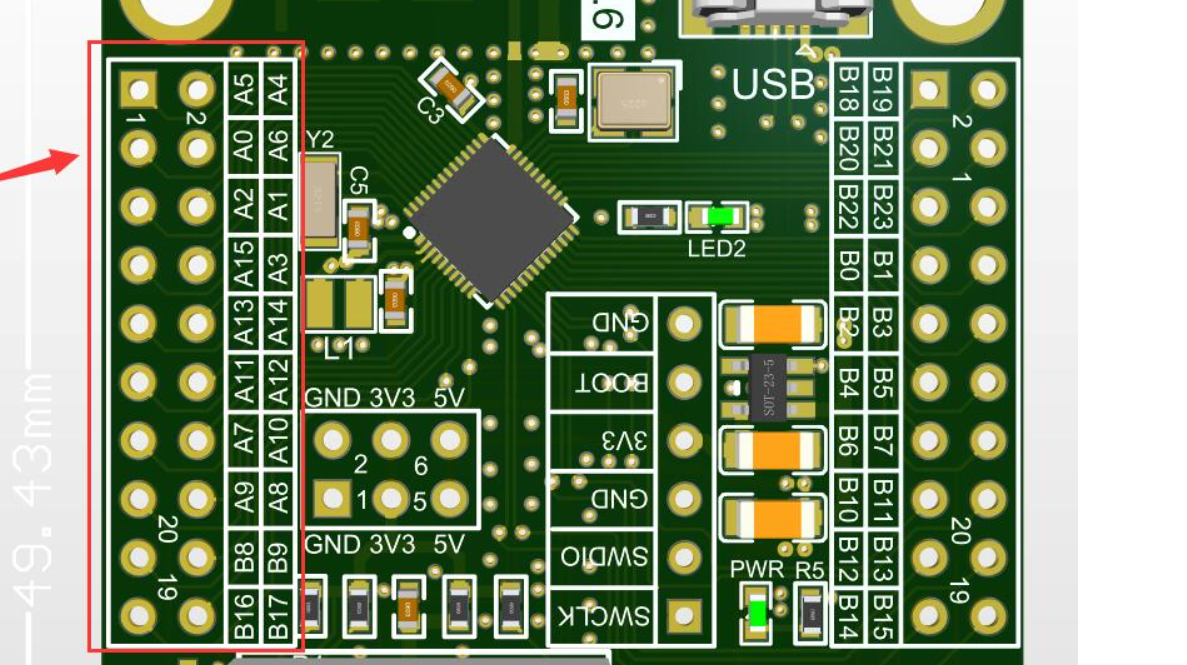 6
USB
C3
Y2
C5
L1
LED2
1
2
A5 A4
A0 A6
A2 A1
A15 A3
A13 A14
A11 A12
A7 A10
A9 A8
B8 B9
B16 B17
20
19
GND 3V3 5V
2 6
1 5
GND 3V3 5V
GND
BOOT
3V3
GND
SWDIO
SWCLK
SOT-23-5
PWR R5
B18 B19
B20 B21
B22 B23
B0 B1
B2 B3
B4 B5
B6 B7
B10 B11
B12 B13
B14 B15
2
1
20
19
49.43mm